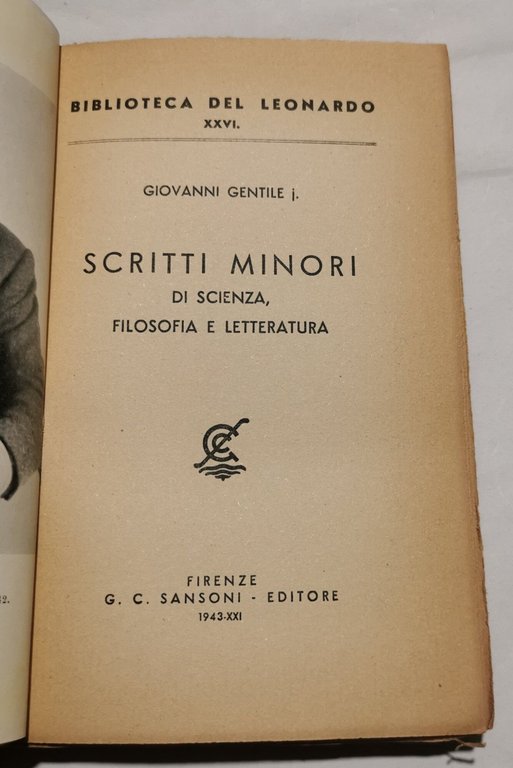 BIBLIOTECA DEL LEONARDO
XXVI.
GIOVANNI GENTILE j.
SCRITTI MINORI
DI SCIENZA,
FILOSOFIA E LETTERATURA
FIRENZE
G. C. SANSONI - EDITORE
1943-XXI